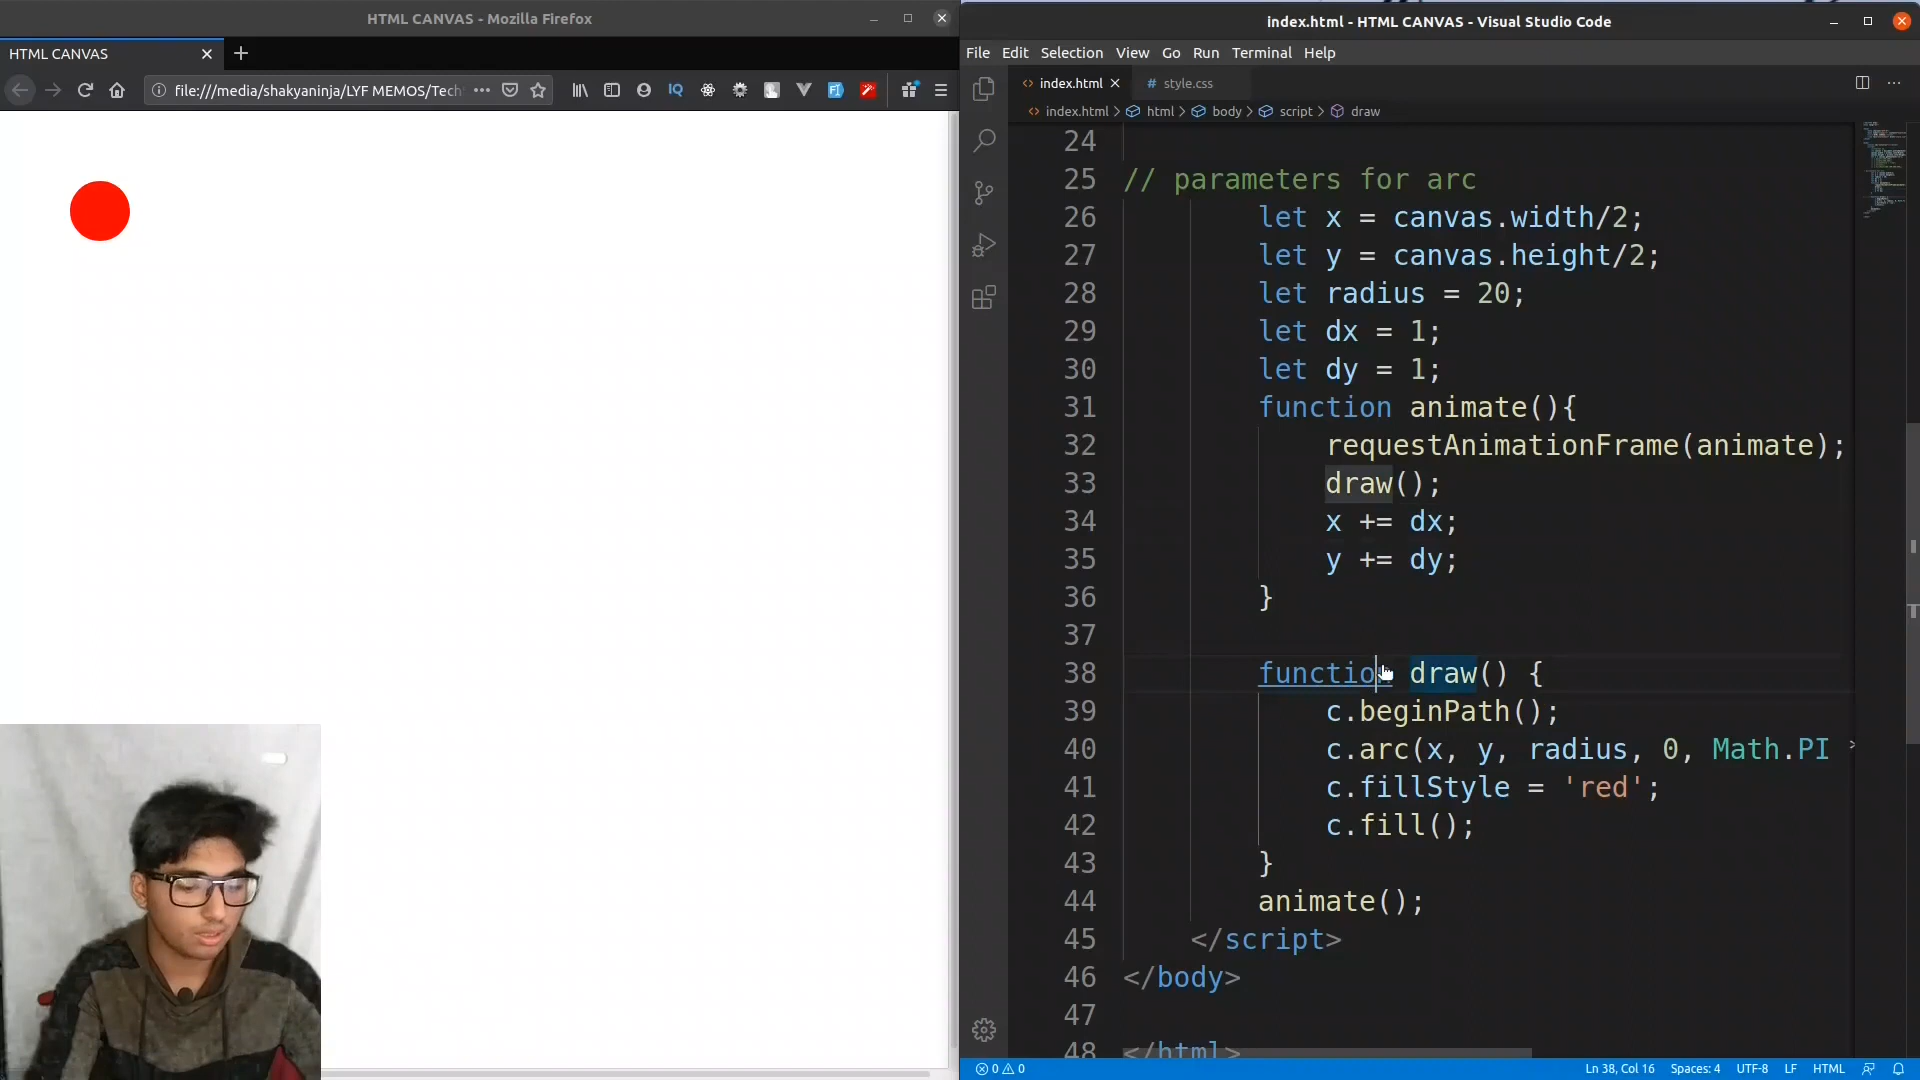 HTML CANVAS - Mozilla Firefox
HTML CANVAS
file:///media/shakyaninja/LYF MEMOS/Tech
IQ
index.html - HTML CANVAS - Visual Studio Code
File Edit Selection View Go Run Terminal Help
index.html
# style.css
index.html > html > body > script > draw
24
25 // parameters for arc
26 let x = canvas.width/2;
27 let y = canvas.height/2;
28 let radius = 20;
29 let dx = 1;
30 let dy = 1;
31 function animate(){
32 requestAnimationFrame(animate);
33 draw();
34 x += dx;
35 y += dy;
36 }
37
38 function draw() {
39 c.beginPath();
40 c.arc(x, y, radius, 0, Math.PI
41 c.fillStyle = 'red';
42 c.fill();
43 }
44 animate();
45 </script>
46 </body>
47
48 </html>
0 0 Ln 38, Col 16 Spaces: 4 UTF-8 LF HTML